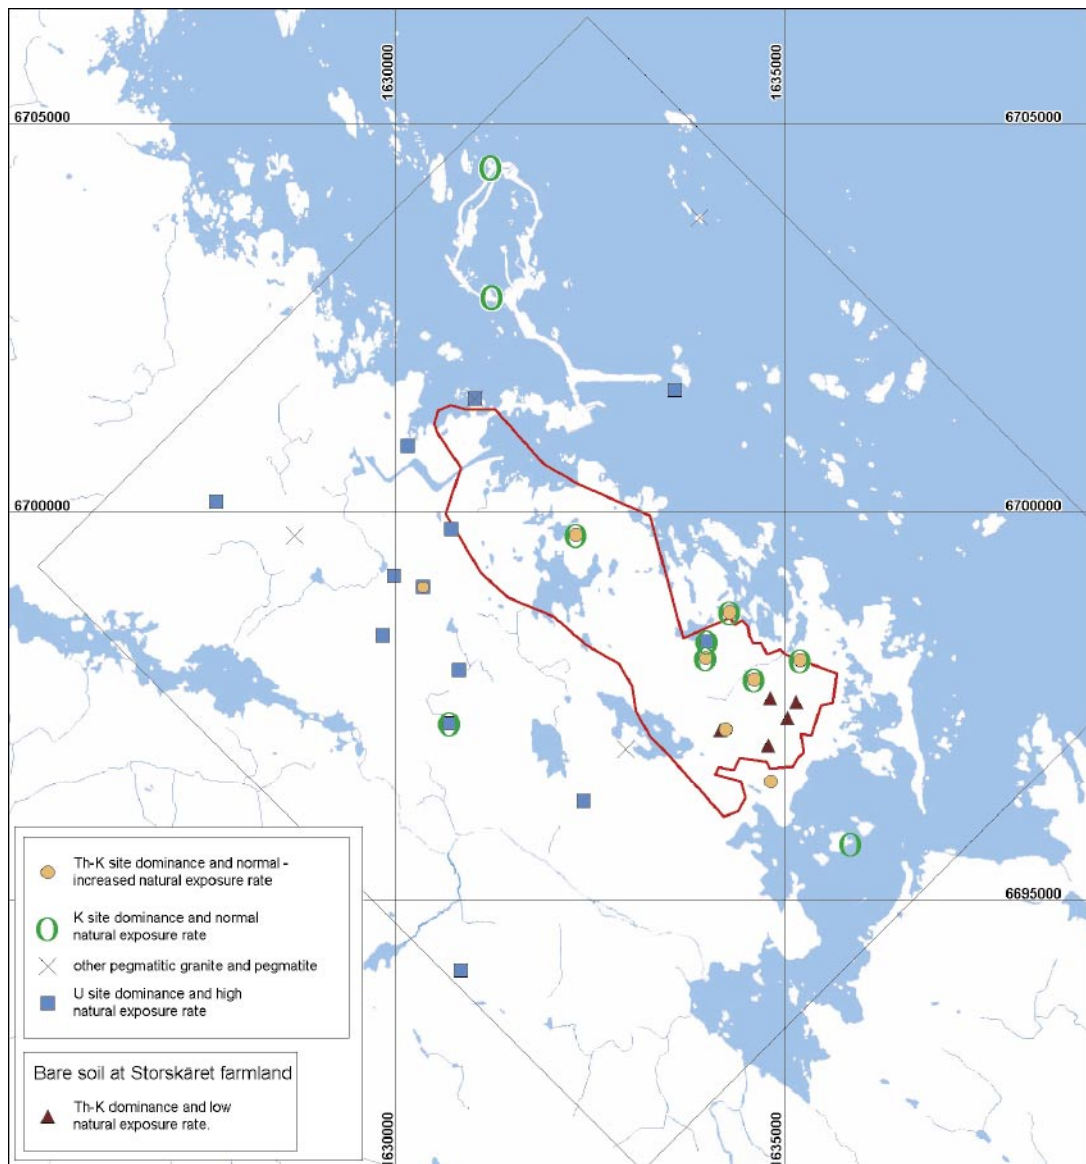 1630000
1635000
6705000
6705000
6700000
6700000
6695000
Th-K site dominance and normal -
increased natural exposure rate
K site dominance and normal
natural exposure rate
other pegmatitic granite and pegmatite
U site dominance and high
natural exposure rate
Bare soil at Storskäret farmland
Th-K dominance and low
natural exposure rate.
1630000
1635000